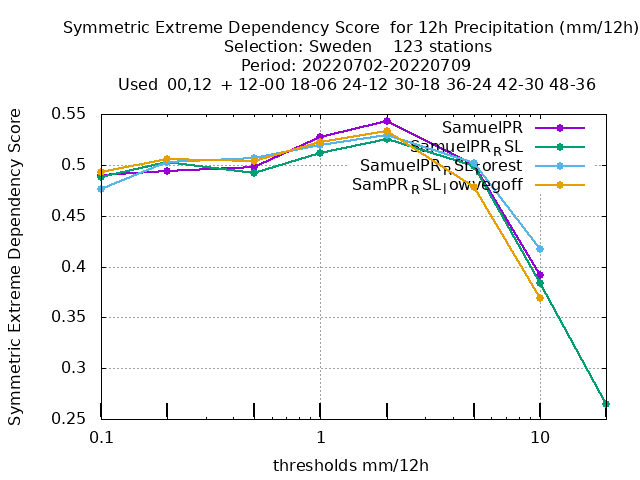 Symmetric Extreme Dependency Score  for 12h Precipitation (mm/12h)
Selection: Sweden    123 stations
Period: 20220702-20220709
Used  00,12  + 12-00 18-06 24-12 30-18 36-24 42-30 48-36
Symmetric Extreme Dependency Score
0.55
0.5
0.45
0.4
0.35
0.3
0.25
SamuelPR
SamuelPR_RSL
SamuelPR_RSL_forest
SamPR_RSL_lowvegoff
0.1
1
10
thresholds mm/12h